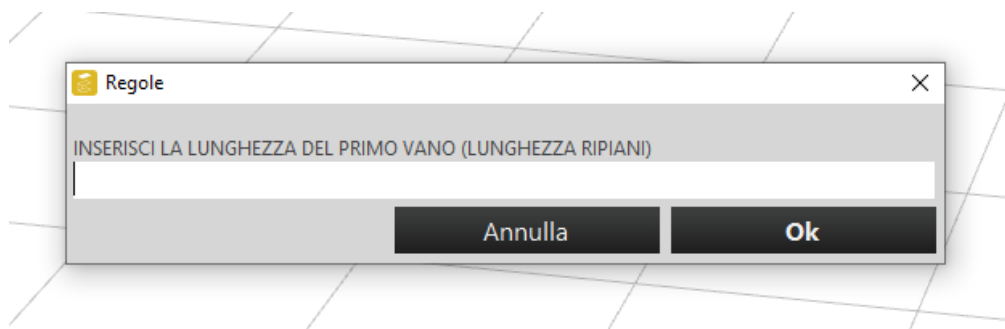 Regole
INSERISCI LA LUNGHEZZA DEL PRIMO VANO (LUNGHEZZA RIPIANI)
Annulla Ok